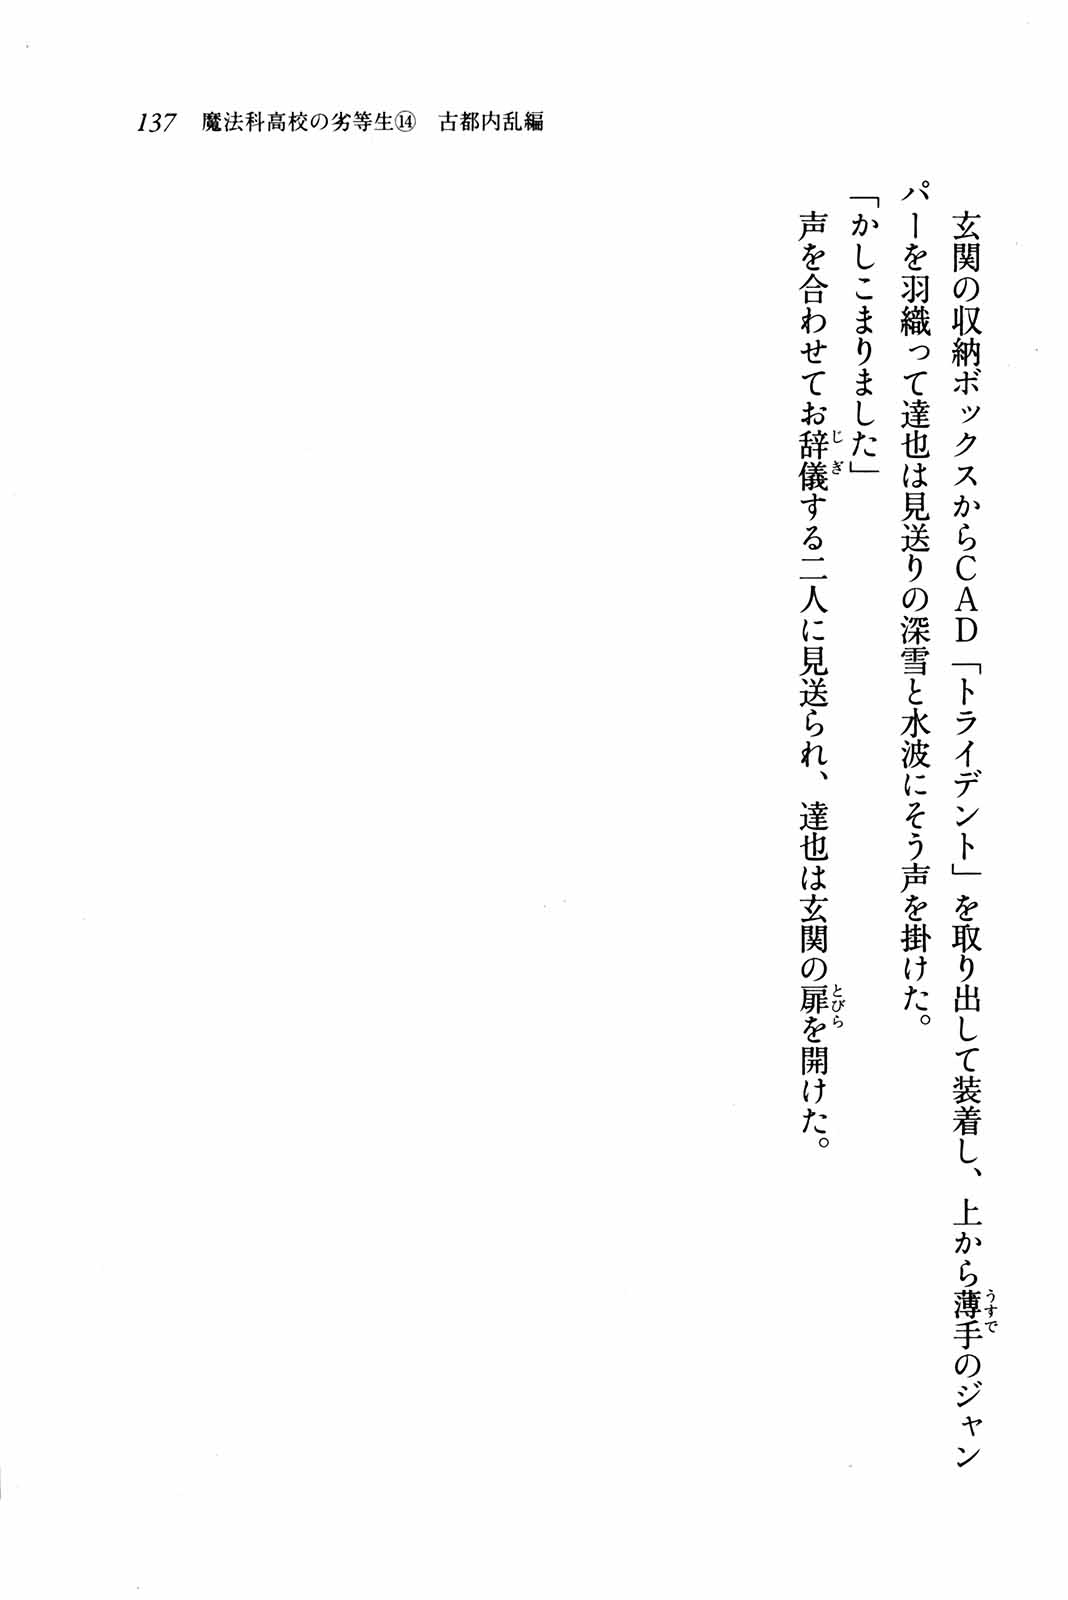 137 魔法科高校の劣等生⑭ 古都内乱編
玄関の収納ボックスからCAD「トライデント」を取り出して装着し、上から薄手のジャン
パーを羽織って達也は見送りの深雪と水波にそう声を掛けた。
「かしこまりました」
声を合わせてお辞儀する二人に見送られ、達也は玄関の扉を開けた。
うすで
じぎ
とびら